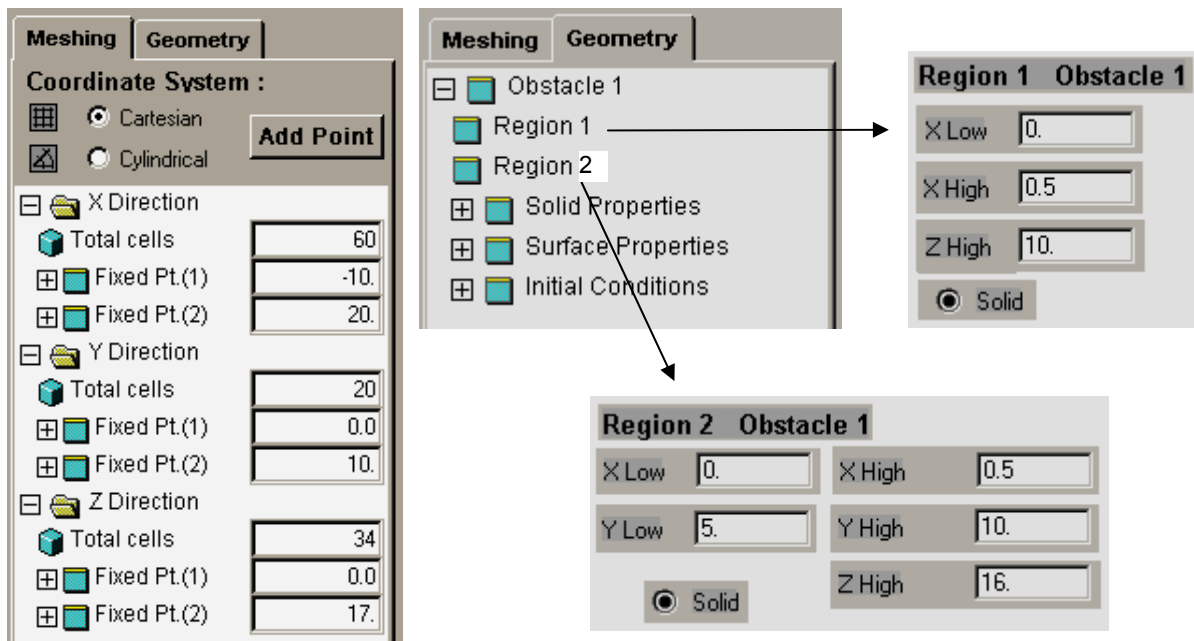 Meshing Geometry
Coordinate System :
Cartesian
Cylindrical
Add Point
X Direction
Total cells 60
Fixed Pt.(1) -10.
Fixed Pt.(2) 20.
Y Direction
Total cells 20
Fixed Pt.(1) 0.0
Fixed Pt.(2) 10.
Z Direction
Total cells 34
Fixed Pt.(1) 0.0
Fixed Pt.(2) 17.
Meshing Geometry
Obstacle 1
Region 1
Region 2
Solid Properties
Surface Properties
Initial Conditions
Region 1 Obstacle 1
X Low 0.
X High 0.5
Z High 10.
Solid
Region 2 Obstacle 1
X Low 0. X High 0.5
Y Low 5. Y High 10.
Solid Z High 16.